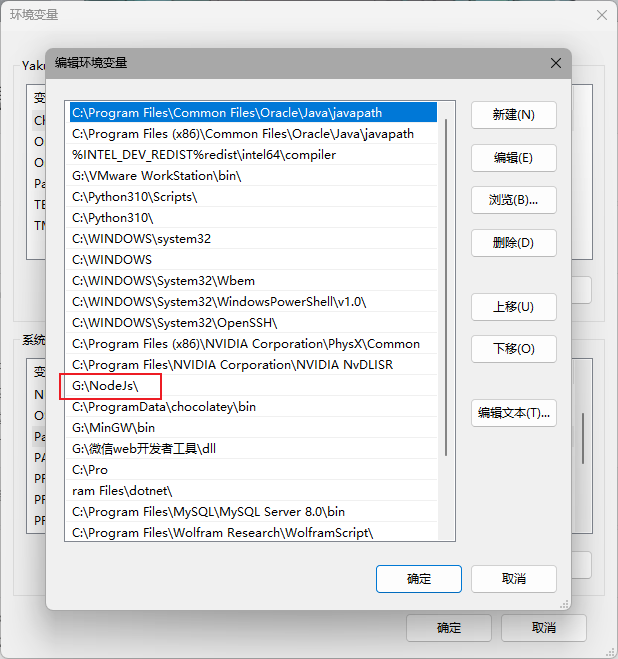 环境变量
编辑环境变量
Yaku
变
Cl
O
O
Pa
TE
TM
系统
变
N
O
Pa
PA
PF
PF
PF
C:\Program Files\Common Files\Oracle\Java\javapath
C:\Program Files (x86)\Common Files\Oracle\Java\javapath
%INTEL_DEV_REDIST%redist\intel64\compiler
G:\VMware WorkStation\bin\
C:\Python310\Scripts\
C:\Python310\
C:\WINDOWS\system32
C:\WINDOWS
C:\WINDOWS\System32\Wbem
C:\WINDOWS\System32\WindowsPowerShell\v1.0\
C:\WINDOWS\System32\OpenSSH\
C:\Program Files (x86)\NVIDIA Corporation\PhysX\Common
C:\Program Files\NVIDIA Corporation\NVIDIA NvDLISR
G:\NodeJs\
C:\ProgramData\chocolatey\bin
G:\MinGW\bin
G:\微信web开发者工具\dll
C:\Pro
ram Files\dotnet\
C:\Program Files\MySQL\MySQL Server 8.0\bin
C:\Program Files\Wolfram Research\WolframScript\
新建(N)
编辑(E)
浏览(B)...
删除(D)
上移(U)
下移(O)
编辑文本(T)...
确定
取消
确定
取消